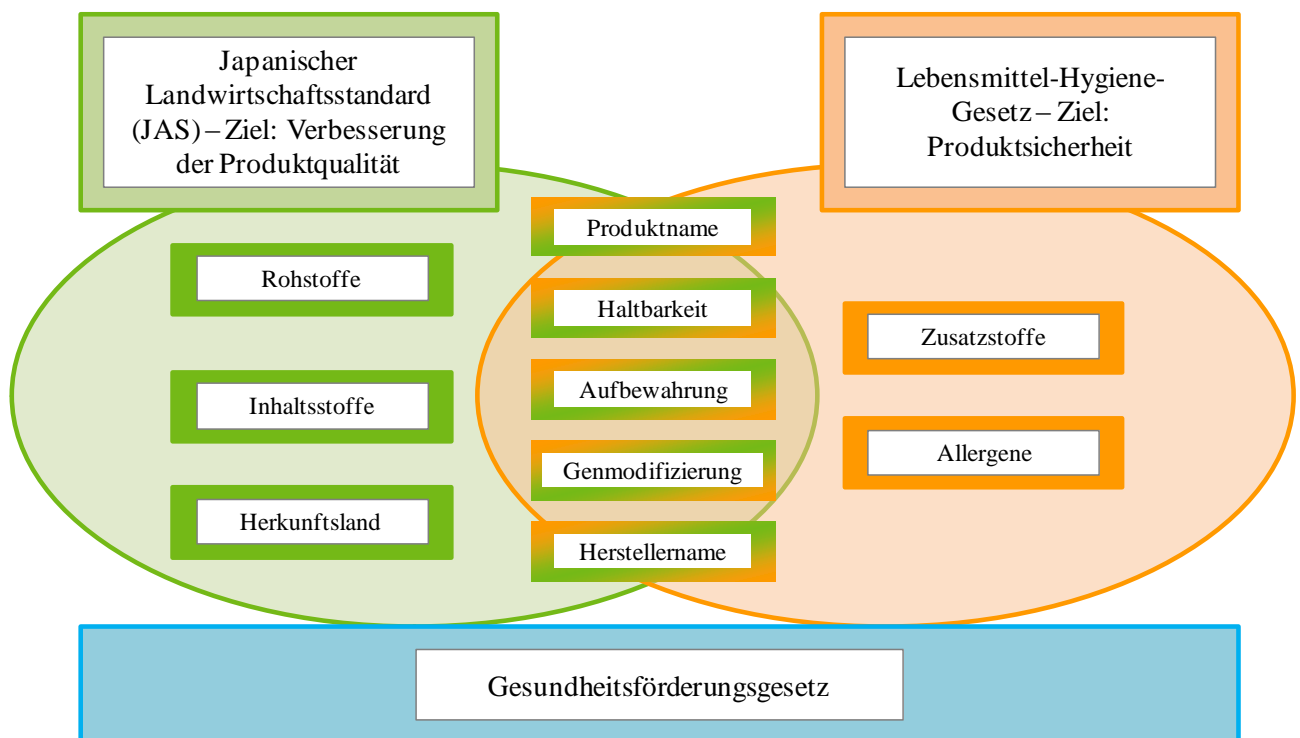 Japanischer
Landwirtschaftsstandard
(JAS) – Ziel: Verbesserung
der Produktqualität
Lebensmittel-Hygiene-
Gesetz – Ziel:
Produktsicherheit
Rohstoffe
Inhaltsstoffe
Herkunftsland
Produktname
Haltbarkeit
Aufbewahrung
Genmodifizierung
Herstellername
Zusatzstoffe
Allergene
Gesundheitsförderungsgesetz